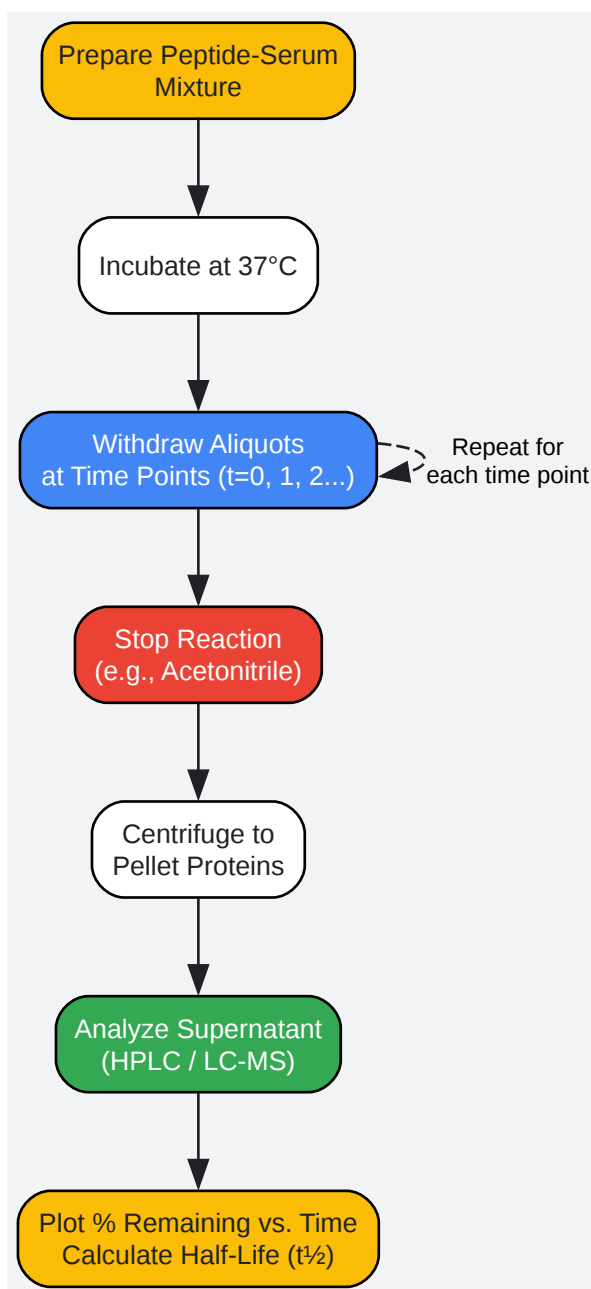 Prepare Peptide-Serum
Mixture
Incubate at 37°C
Withdraw Aliquots
at Time Points (t=0, 1, 2...)
Repeat for
each time point
Stop Reaction
(e.g., Acetonitrile)
Centrifuge to
Pellet Proteins
Analyze Supernatant
(HPLC / LC-MS)
Plot % Remaining vs. Time
Calculate Half-Life (t½)